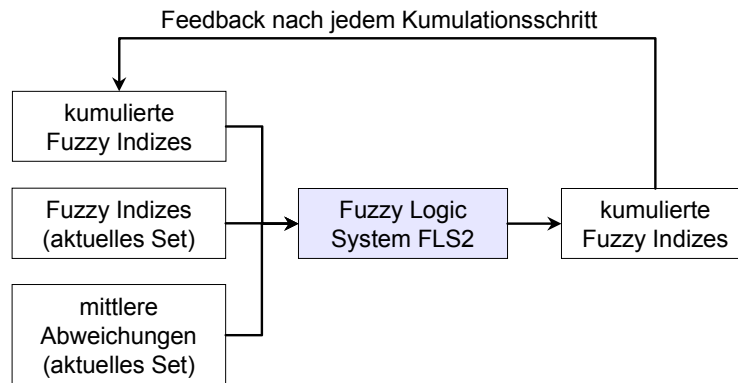 Feedback nach jedem Kumulationsschritt
kumulierte
Fuzzy Indizes
Fuzzy Indizes
(aktuelles Set)
mittlere
Abweichungen
(aktuelles Set)
Fuzzy Logic
System FLS2
kumulierte
Fuzzy Indizes